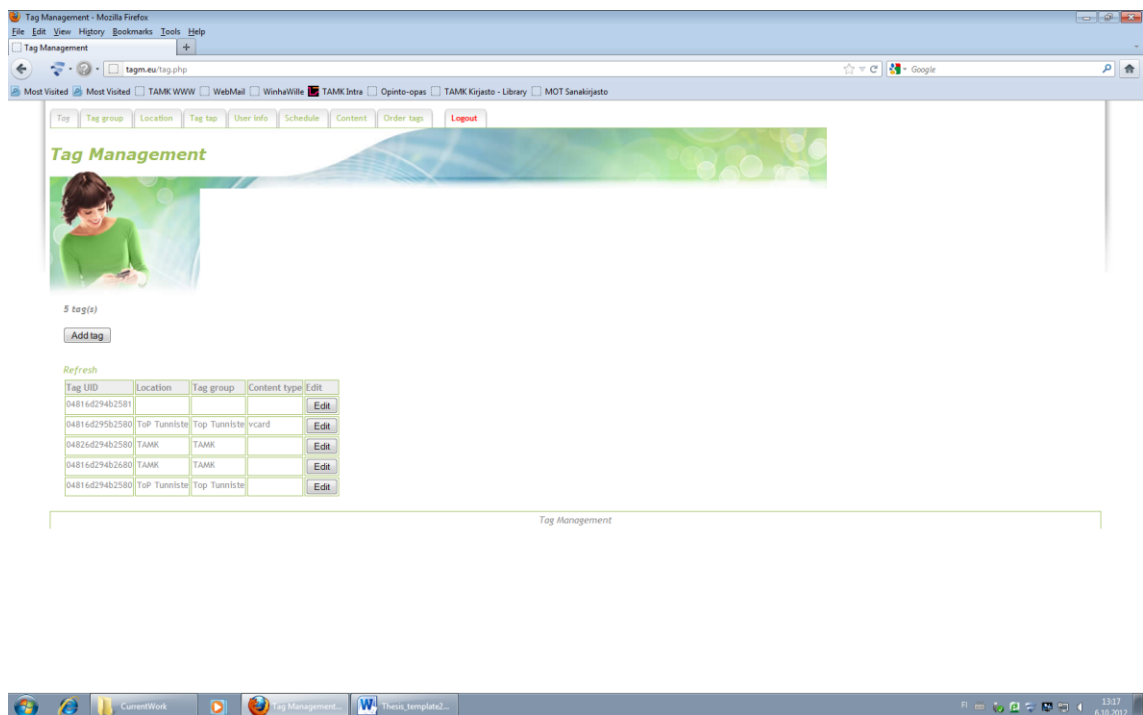 Tag Management - Mozilla Firefox
File Edit View History Bookmarks Tools Help
Tag Management +
tagm.eu/tag.php Google
Most Visited Most Visited TAMK WWW WebMail WinhaWille TAMK Intra Opinto-opas TAMK Kirjasto - Library MOT Sanakirjasto
Tag Tag group Location Tag tap User info Schedule Content Order tags Logout
Tag Management
5 tag(s)
Add tag
Refresh
Tag UID Location Tag group Content type Edit
04816d294b2581 Edit
04816d295b2580 ToP Tunniste Top Tunniste vcard Edit
04826d294b2580 TAMK TAMK Edit
04816d294b2680 TAMK TAMK Edit
04816d294b2580 ToP Tunniste Top Tunniste Edit
Tag Management
CurrentWork Tag Management... Thesis_template2... FI 13:17
6.10.2012